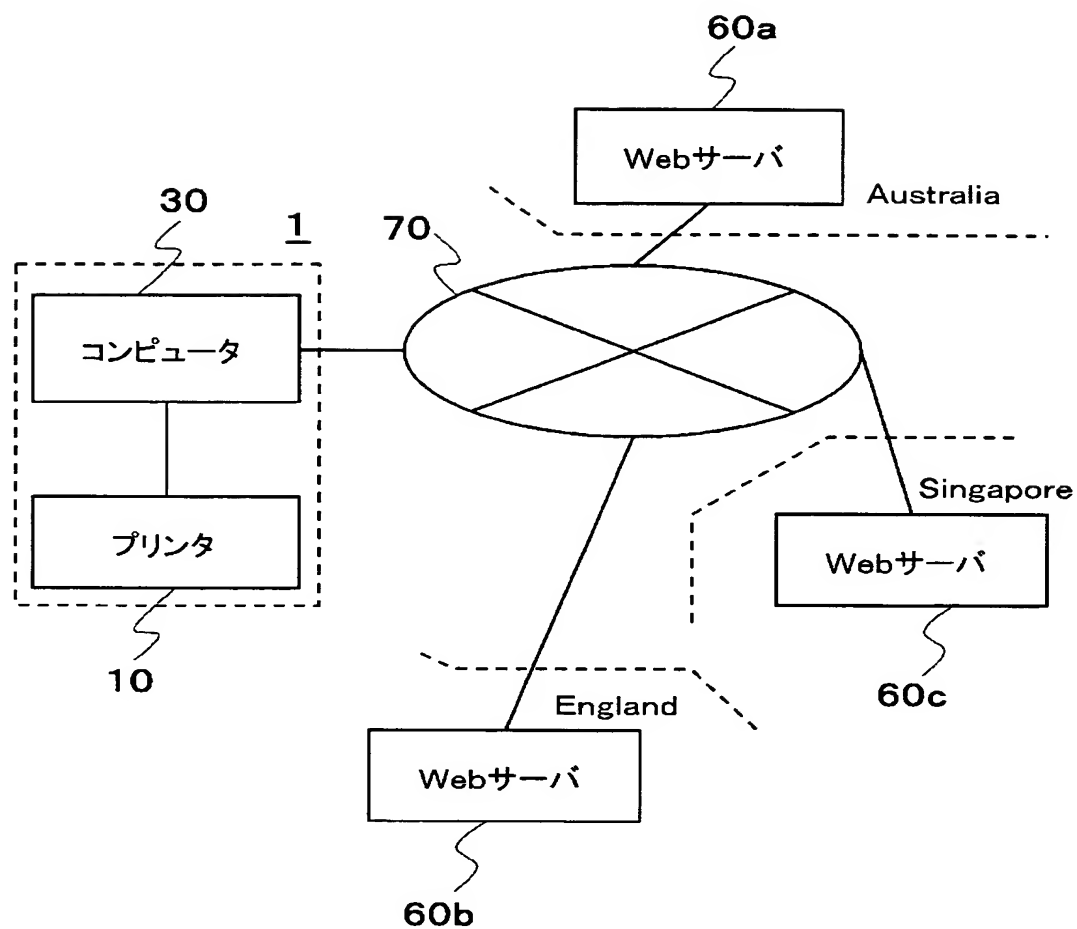 60a
Webサーバ
Australia
30
1
70
コンピュータ
プリンタ
10
Singapore
Webサーバ
60c
England
Webサーバ
60b